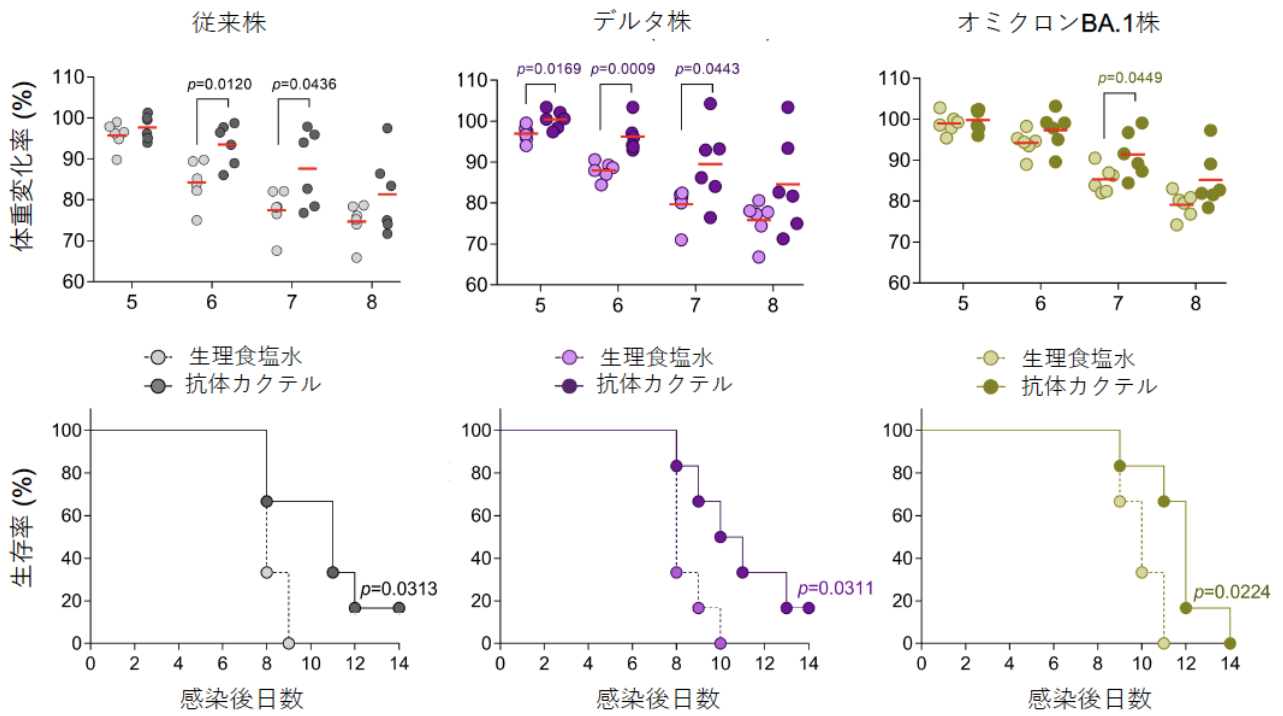 従来株
デルタ株
オミクロンBA.1株
体重変化率 (%)
110
100
90
80
70
60
p=0.0120
p=0.0436
5
6
7
8
110
100
90
80
70
60
p=0.0169
p=0.0009
p=0.0443
5
6
7
8
110
100
90
80
70
60
p=0.0449
5
6
7
8
生理食塩水
抗体カクテル
生理食塩水
抗体カクテル
生理食塩水
抗体カクテル
生存率 (%)
100
80
60
40
20
0
p=0.0313
0 2 4 6 8 10 12 14
感染後日数
100
80
60
40
20
0
p=0.0311
0 2 4 6 8 10 12 14
感染後日数
100
80
60
40
20
0
p=0.0224
0 2 4 6 8 10 12 14
感染後日数